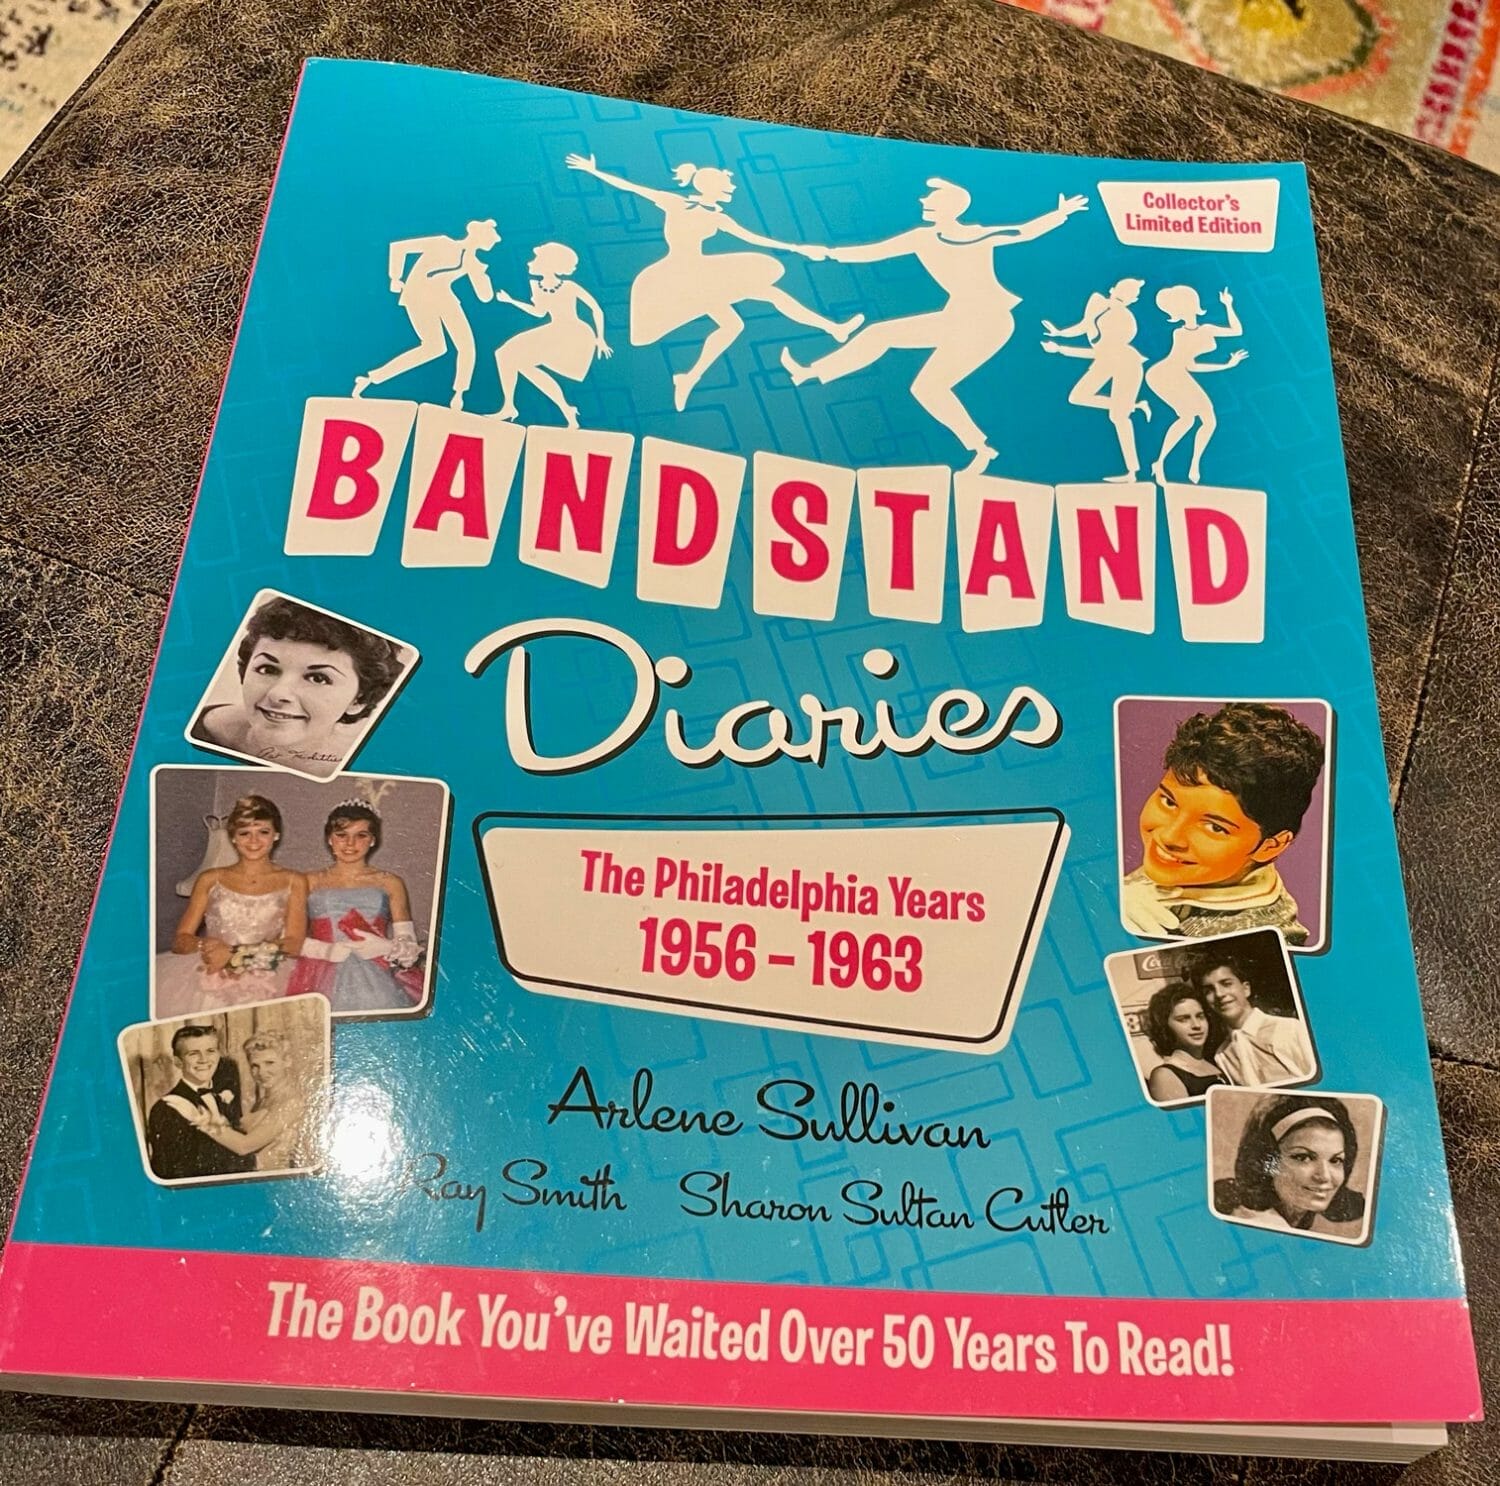 Collector's
Limited Edition
BANDSTAND
Diaries
The Philadelphia Years
1956 – 1963
Arlene Sullivan
Ray Smith Sharon Sultan Cutler
The Book You've Waited Over 50 Years To Read!